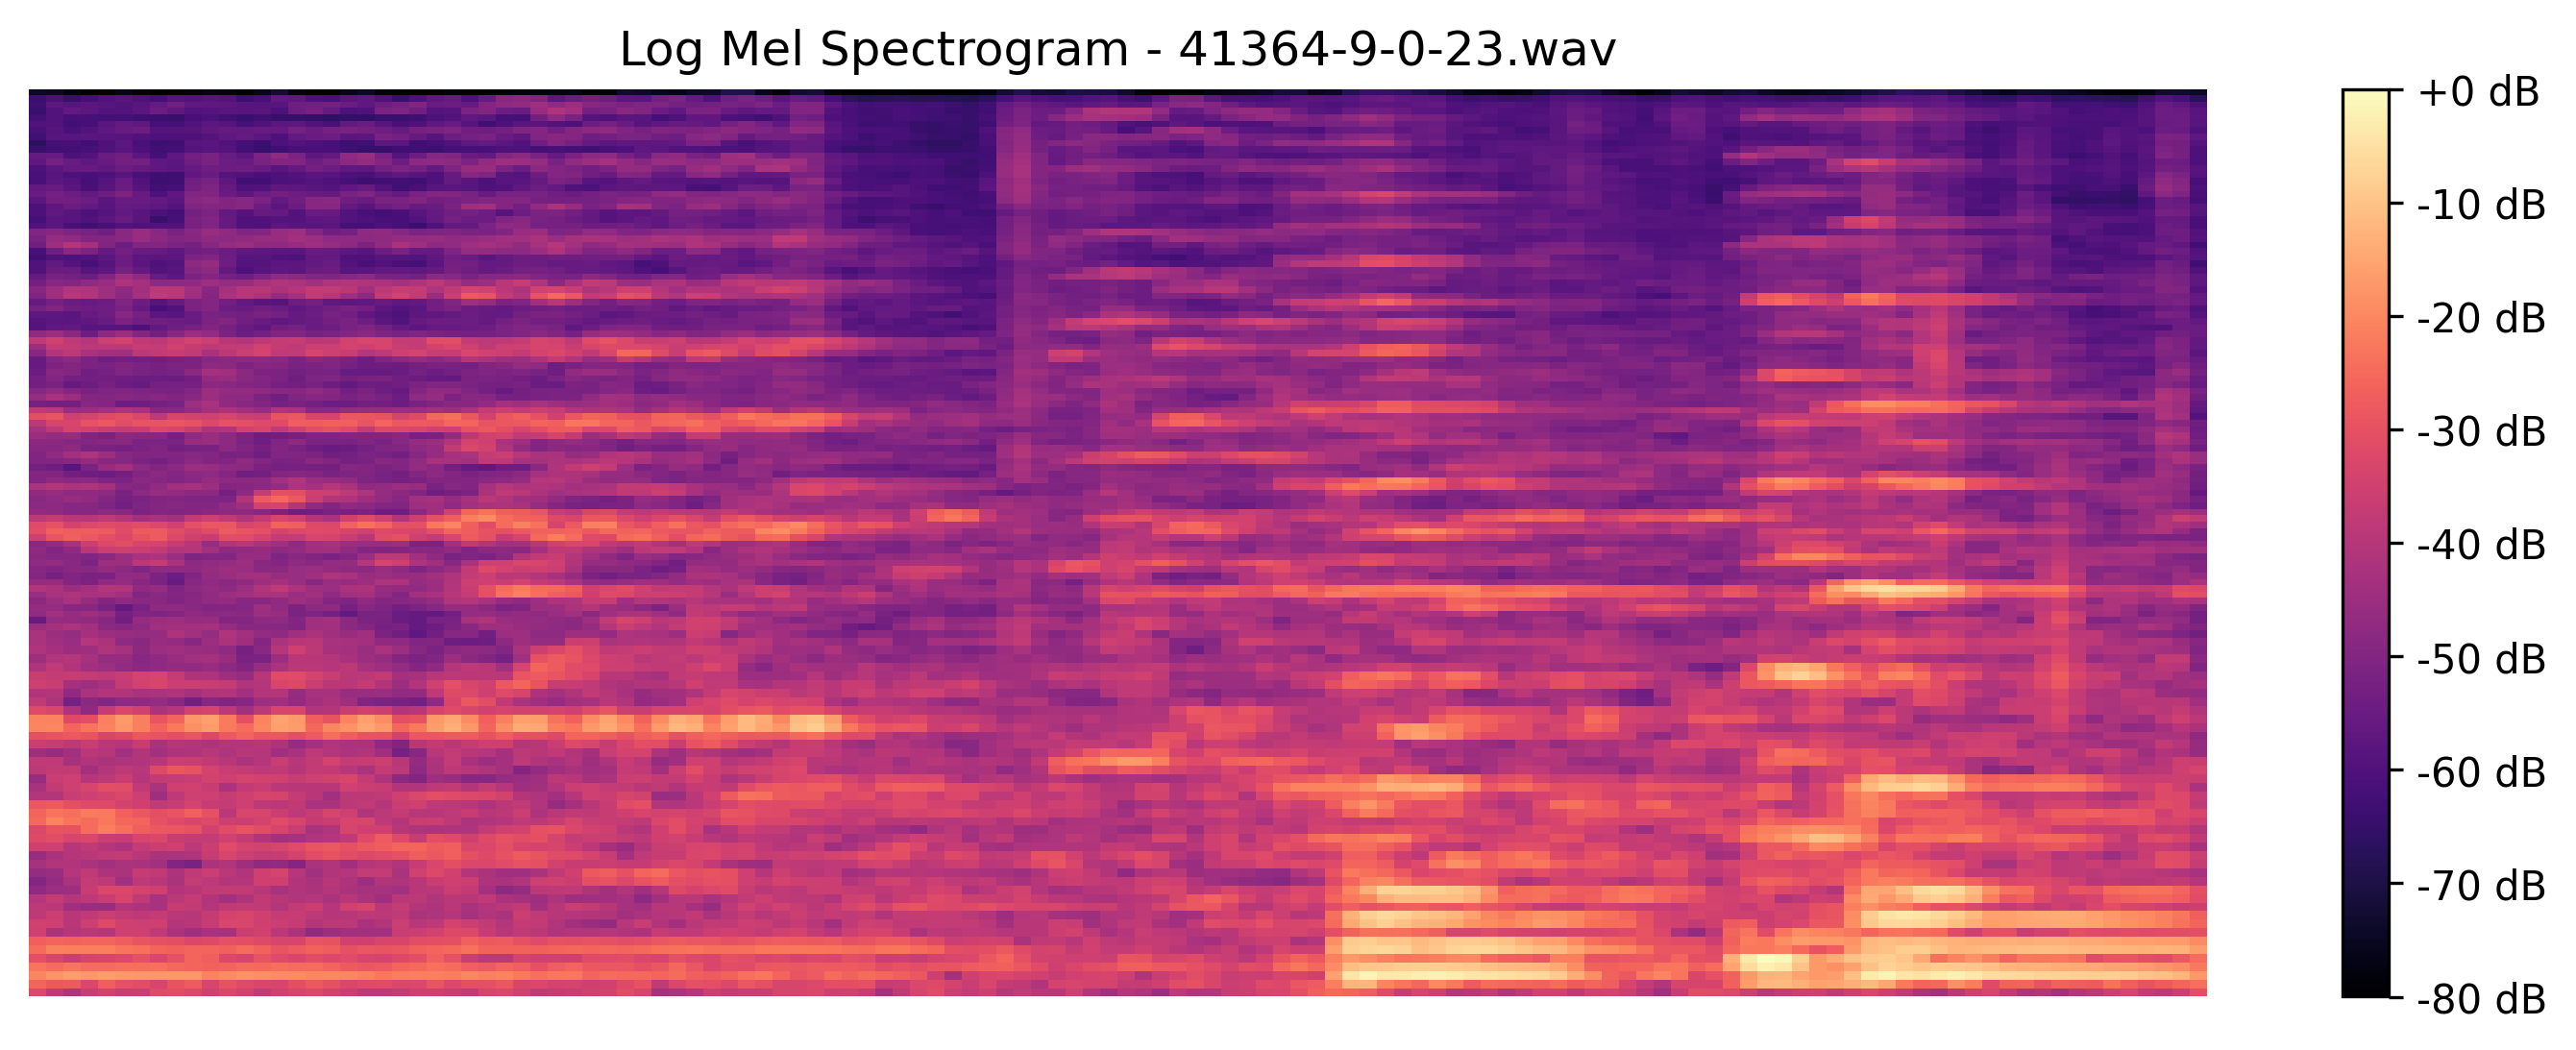 Log Mel Spectrogram - 41364-9-0-23.wav
+0 dB
-10 dB
-20 dB
-30 dB
-40 dB
-50 dB
-60 dB
-70 dB
-80 dB